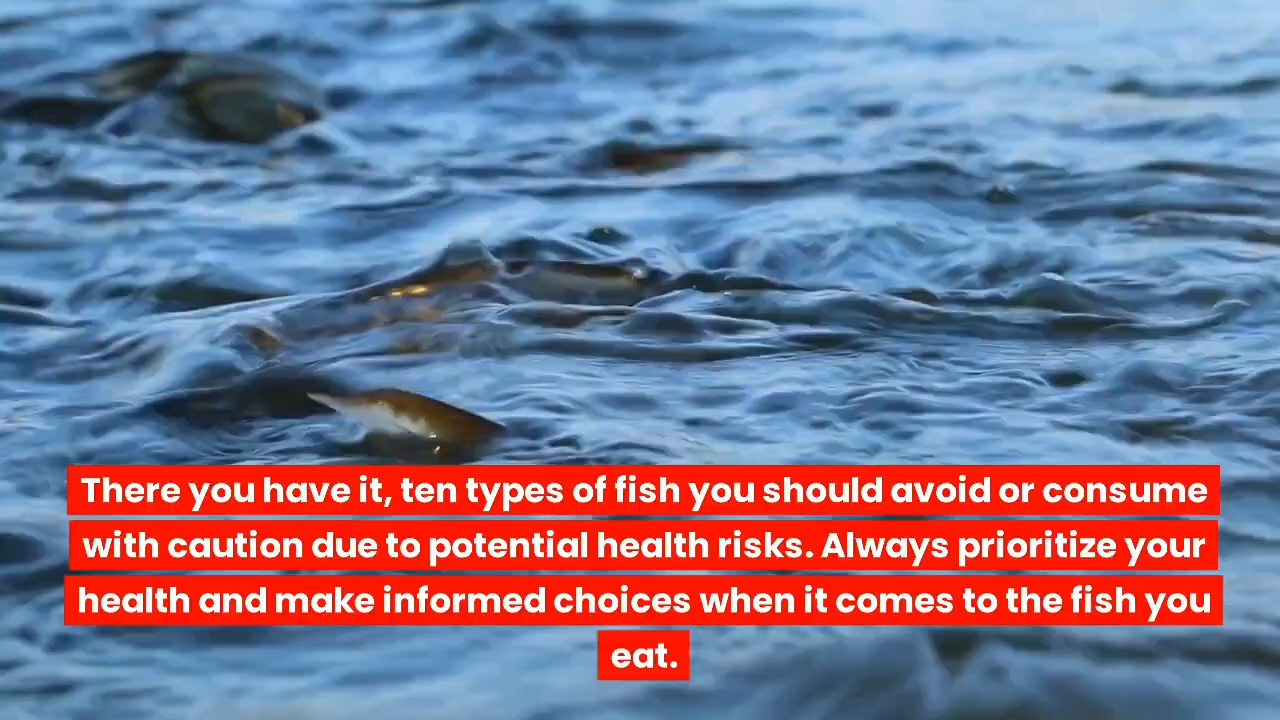 There you have it, ten types of fish you should avoid or consume
with caution due to potential health risks. Always prioritize your
health and make informed choices when it comes to the fish you
eat.